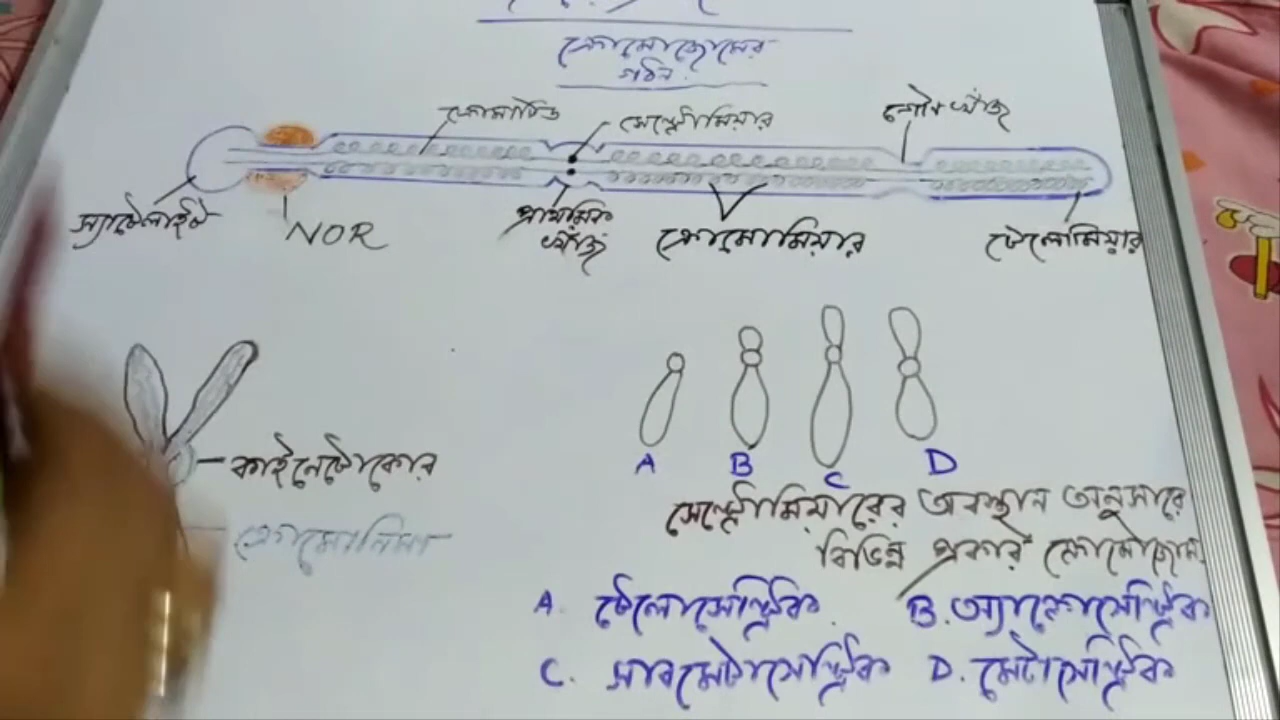 ক্রোমোজোমের
গঠন
ক্রোমাটিড
সেন্ট্রোমিয়ার
গৌণ খাঁজ
স্যাটেলাইট
NOR
প্রাথমিক
খাঁজ
ক্রোমোমিয়ার
টেলোমিয়ার
কাইনেটোকোর
ক্রোমোনিমা
A
B
C
D
সেন্ট্রোমিয়ারের অবস্থান অনুসারে
বিভিন্ন প্রকার ক্রোমোজোম
A. টেলোসেন্ট্রিক
B. অ্যাক্রোসেন্ট্রিক
C. সাবমেটাসেন্ট্রিক
D. মেটাসেন্ট্রিক